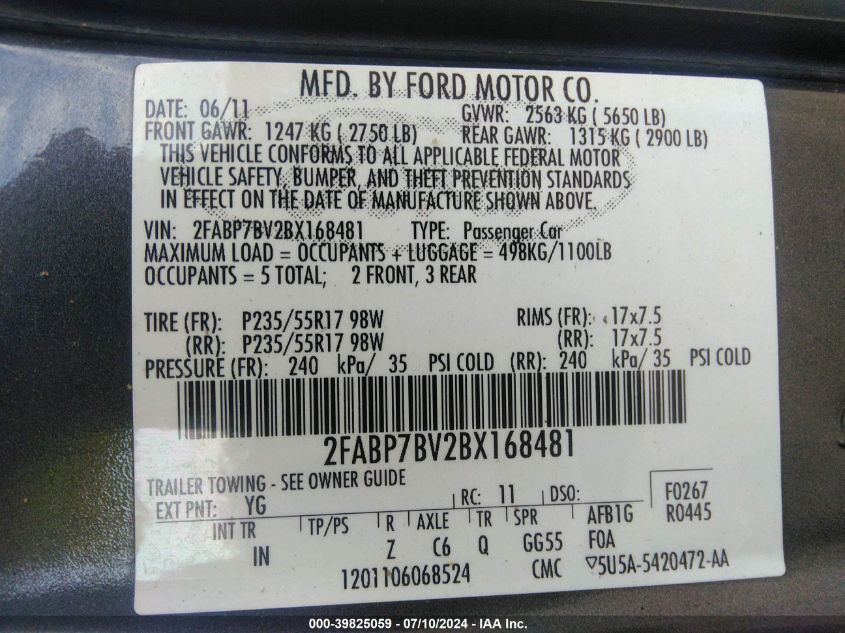 MFD. BY FORD MOTOR CO.
DATE: 06/11 GVWR: 2563 KG ( 5650 LB)
FRONT GAWR: 1247 KG ( 2750 LB) REAR GAWR: 1315 KG ( 2900 LB)
THIS VEHICLE CONFORMS TO ALL APPLICABLE FEDERAL MOTOR
VEHICLE SAFETY, BUMPER, AND THEFT PREVENTION STANDARDS
IN EFFECT ON THE DATE OF MANUFACTURE SHOWN ABOVE.
VIN: 2FABP7BV2BX168481 TYPE: Passenger Car
MAXIMUM LOAD = OCCUPANTS + LUGGAGE = 498KG/1100LB
OCCUPANTS = 5 TOTAL; 2 FRONT, 3 REAR
TIRE (FR): P235/55R17 98W RIMS (FR): 17x7.5
(RR): P235/55R17 98W (RR): 17x7.5
PRESSURE (FR): 240 kPa/ 35 PSI COLD (RR): 240 kPa/ 35 PSI COLD
2FABP7BV2BX168481
TRAILER TOWING - SEE OWNER GUIDE
EXT PNT: YG RC: 11 DSO: F0267
INT TR TP/PS R AXLE TR SPR AFB1G R0445
IN Z C6 Q GG55 F0A
1201106068524 CMC ▽5U5A-5420472-AA
000-39825059 - 07/10/2024 - IAA Inc.